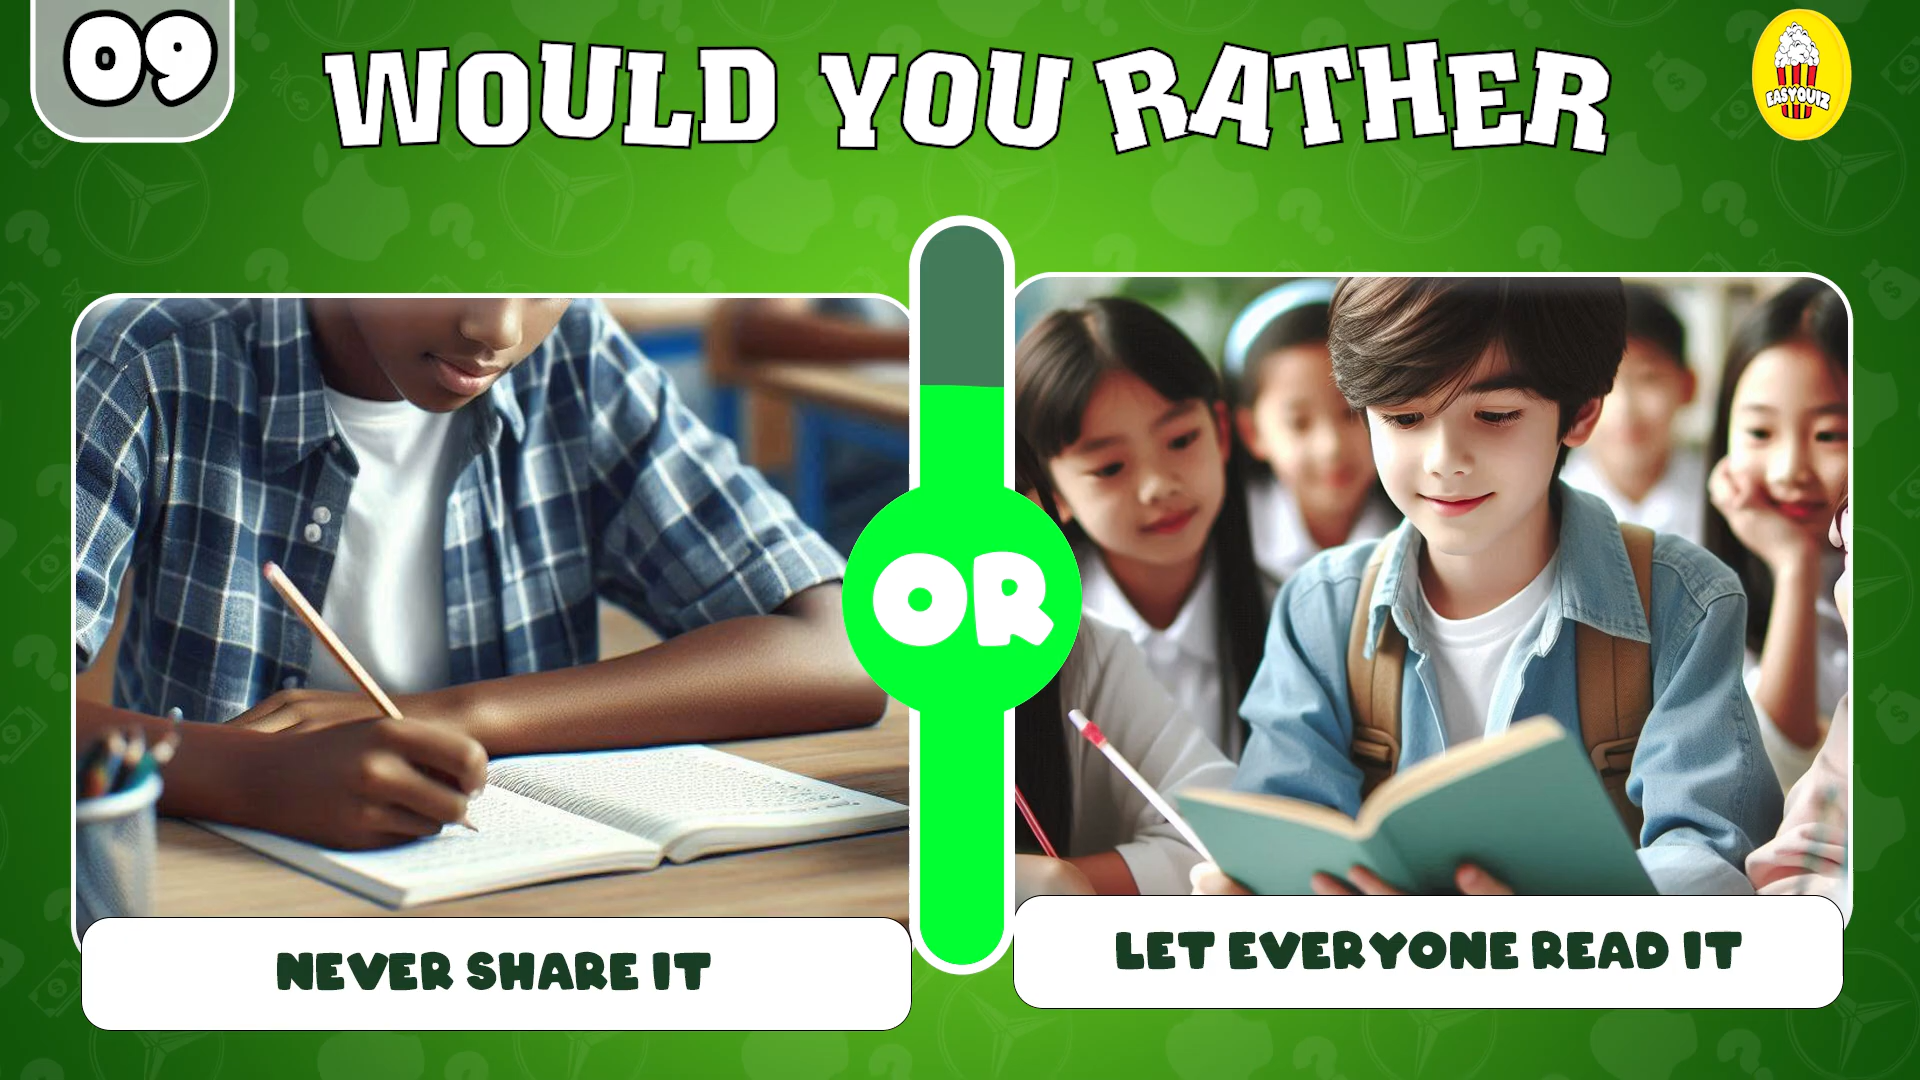 09
WOULD YOU RATHER
EASYQUIZ
OR
NEVER SHARE IT
LET EVERYONE READ IT